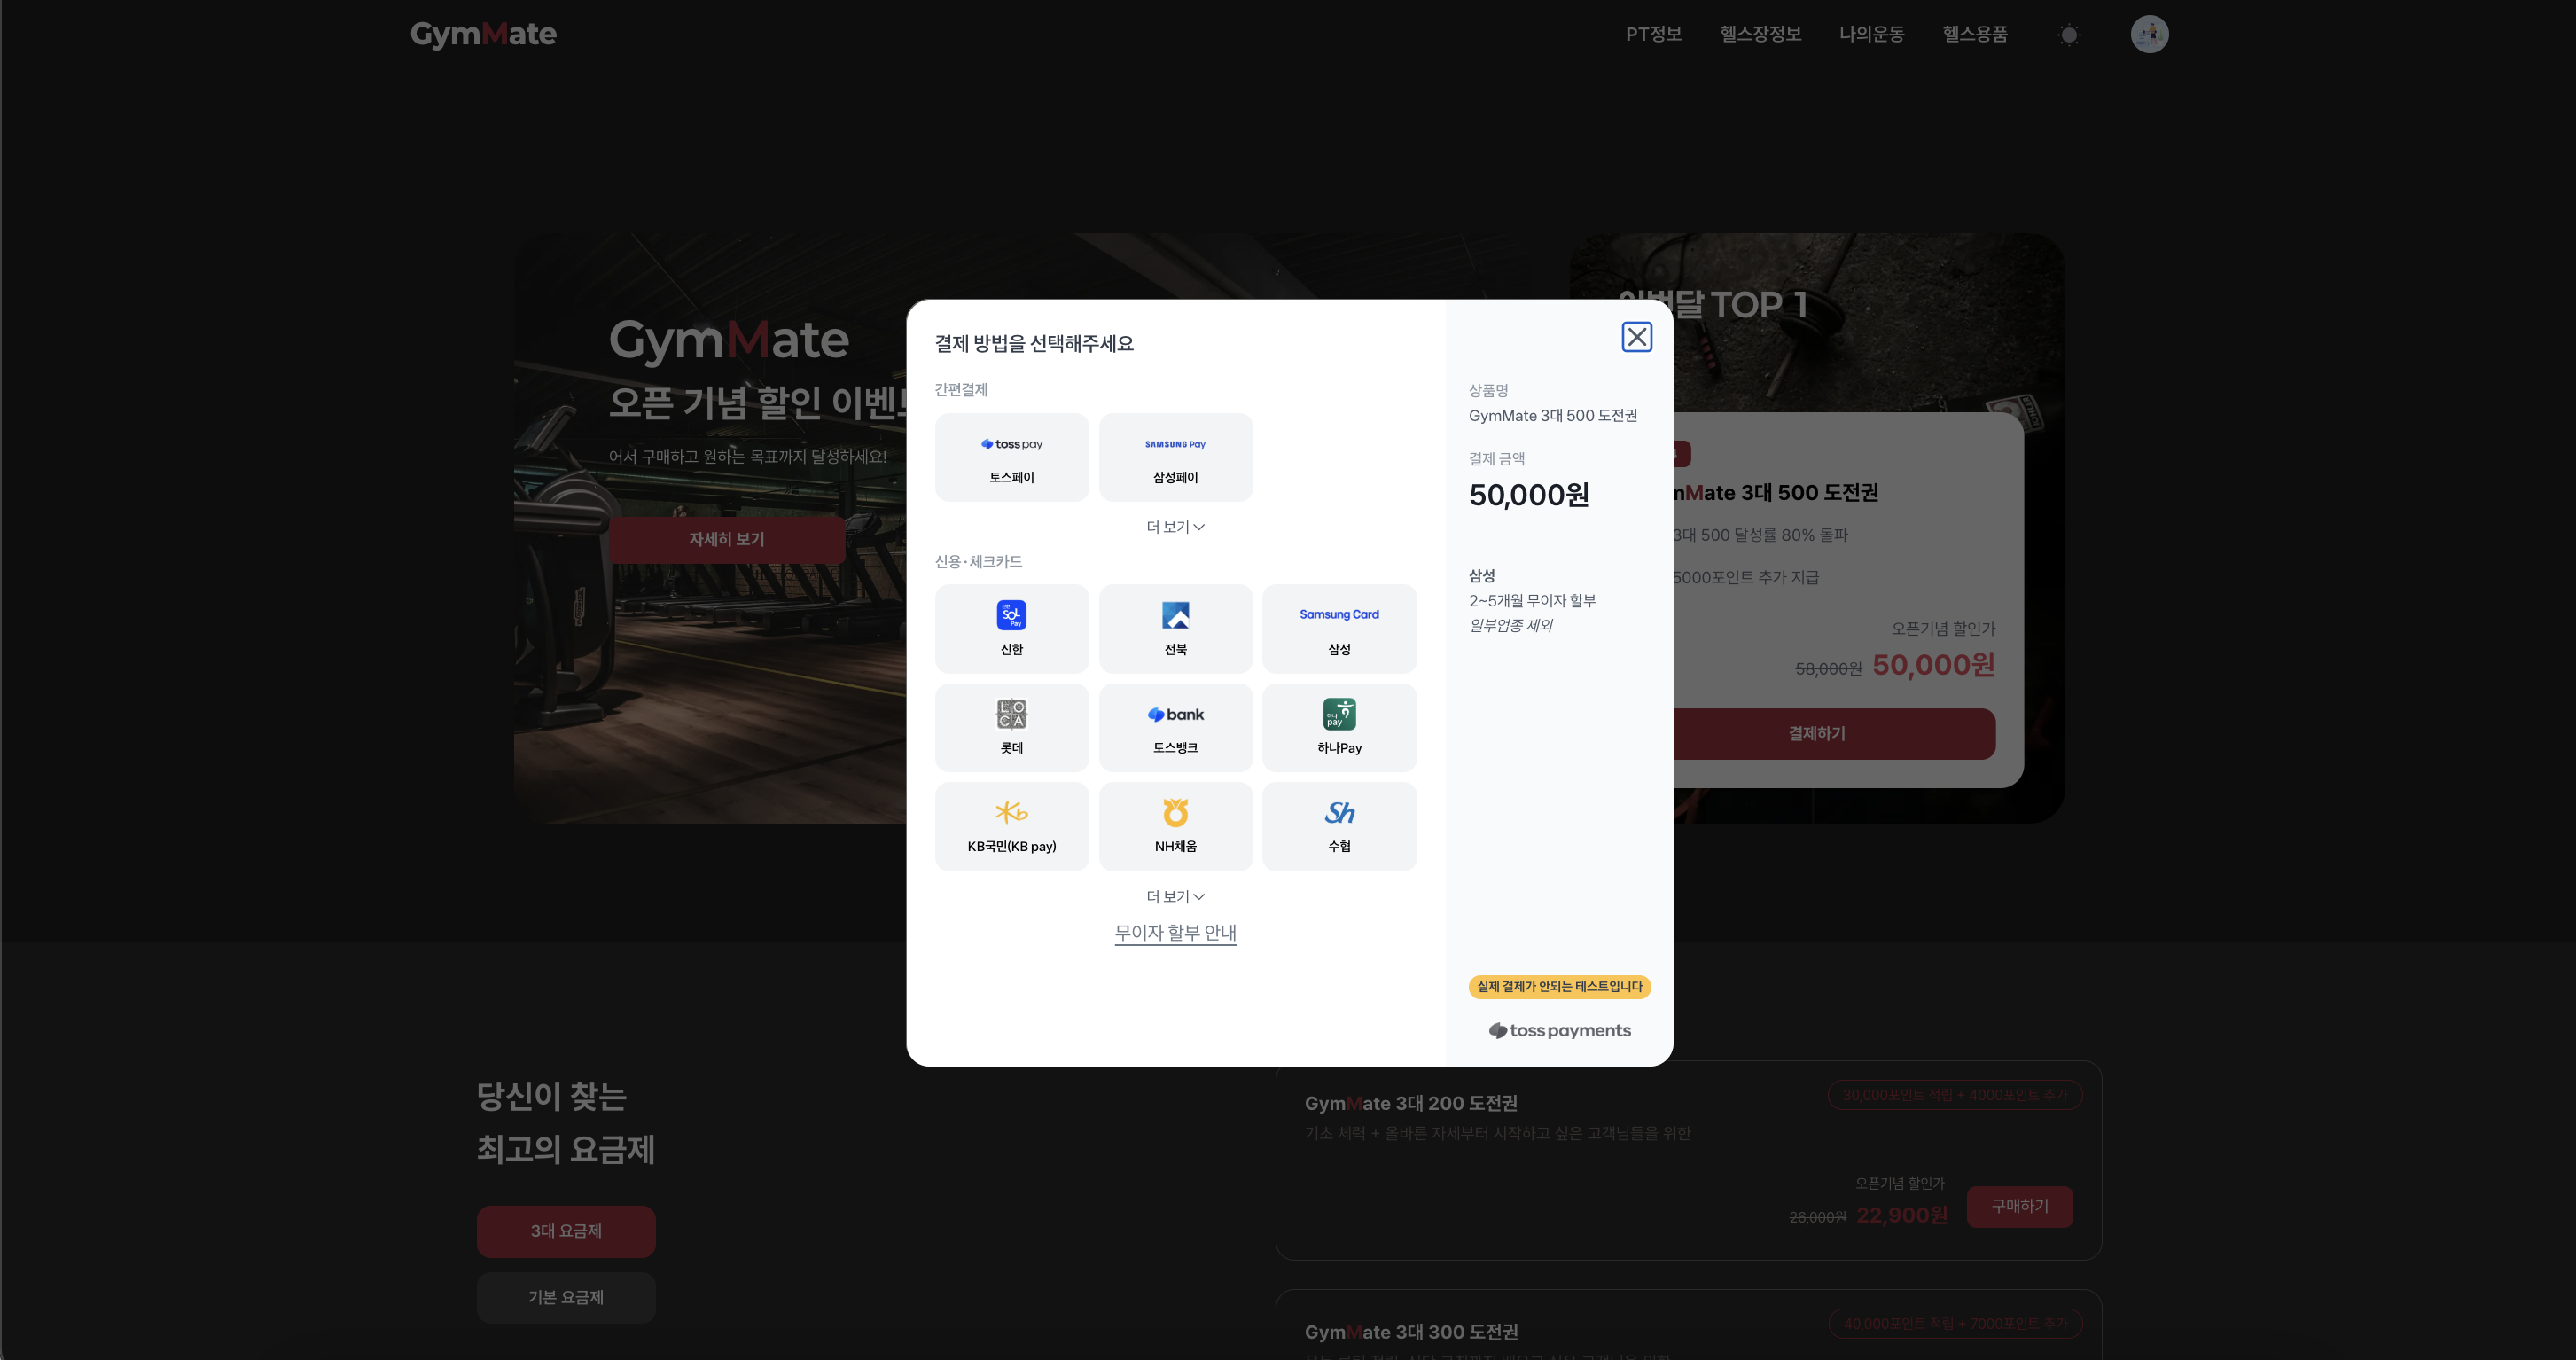 GymMate
PT정보
헬스장정보
나의운동
헬스용품
GymMate
오픈 기념 할인 이벤트
어서 구매하고 원하는 목표까지 달성하세요!
자세히 보기
결제 방법을 선택해주세요
간편결제
toss pay
토스페이
SAMSUNG Pay
삼성페이
더 보기
신용·체크카드
신한 SOL Pay
신한
전북
Samsung Card
삼성
LOCA
롯데
bank
토스뱅크
하나 pay
하나Pay
KB국민(KB pay)
NH채움
Sh
수협
더 보기
무이자 할부 안내
상품명
GymMate 3대 500 도전권
결제 금액
50,000원
삼성
2~5개월 무이자 할부
일부업종 제외
실제 결제가 안되는 테스트입니다
toss payments
TOP 1
mMate 3대 500 도전권
3대 500 달성률 80% 돌파
5000포인트 추가 지급
오픈기념 할인가
58,000원 50,000원
결제하기
당신이 찾는
최고의 요금제
3대 요금제
기본 요금제
GymMate 3대 200 도전권
30,000포인트 적립 + 4000포인트 추가
기초 체력 + 올바른 자세부터 시작하고 싶은 고객님들을 위한
오픈기념 할인가
26,000원 22,900원
구매하기
GymMate 3대 300 도전권
40,000포인트 적립 + 7000포인트 추가